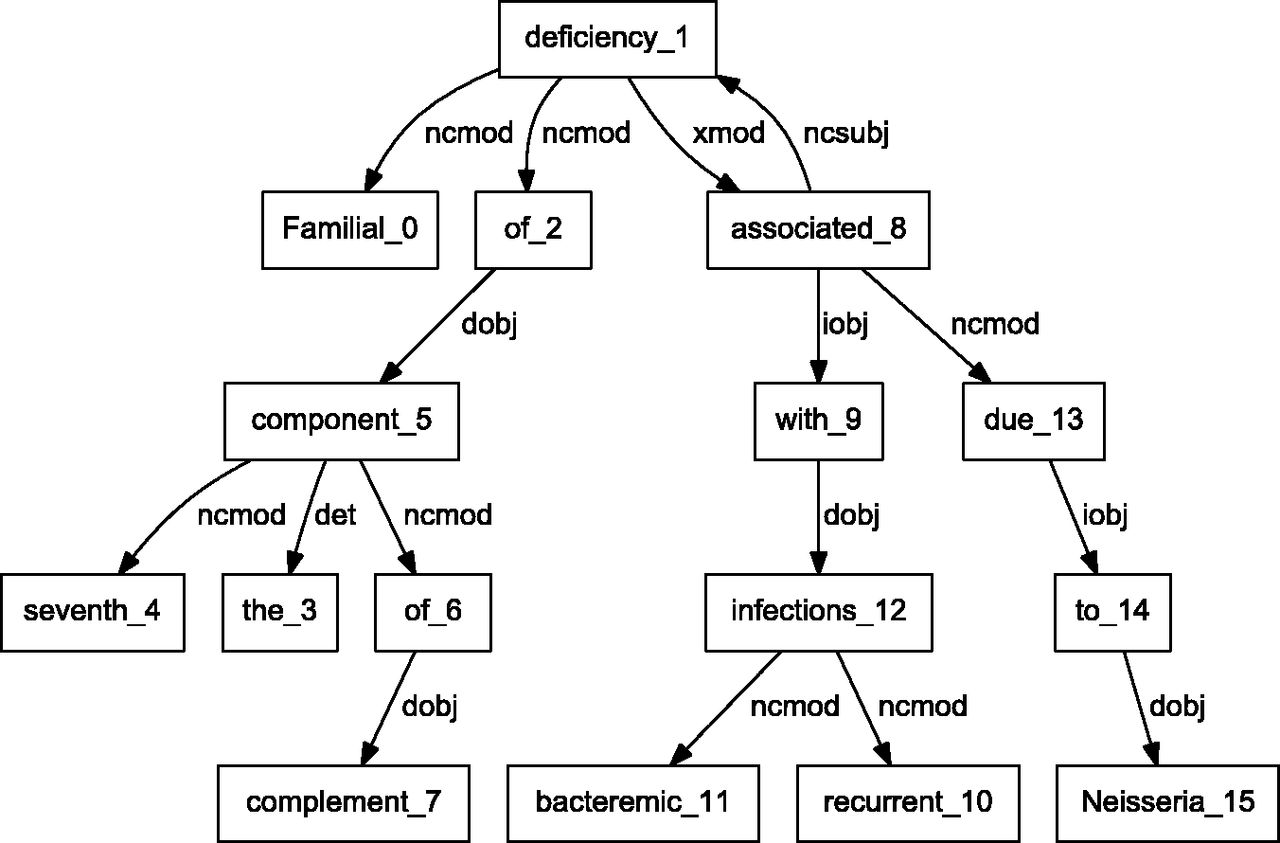 deficiency_1
ncmod ncmod xmod ncsubj
Familial_0 of_2 associated_8
dobj iobj ncmod
component_5 with_9 due_13
ncmod det ncmod dobj iobj
seventh_4 the_3 of_6 infections_12 to_14
dobj ncmod ncmod dobj
complement_7 bacteremic_11 recurrent_10 Neisseria_15